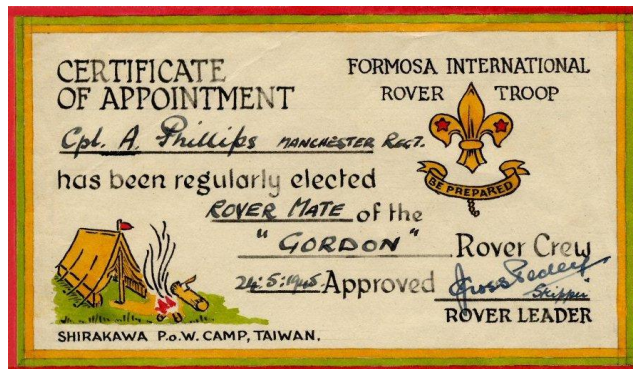 CERTIFICATE
OF APPOINTMENT
FORMOSA INTERNATIONAL
ROVER TROOP
BE PREPARED
Cpl. A. Phillips MANCHESTER REGT.
has been regularly elected
ROVER MATE of the
"GORDON" Rover Crew
24:5:1945 Approved
Skipper
ROVER LEADER
SHIRAKAWA P.o.W. CAMP, TAIWAN.